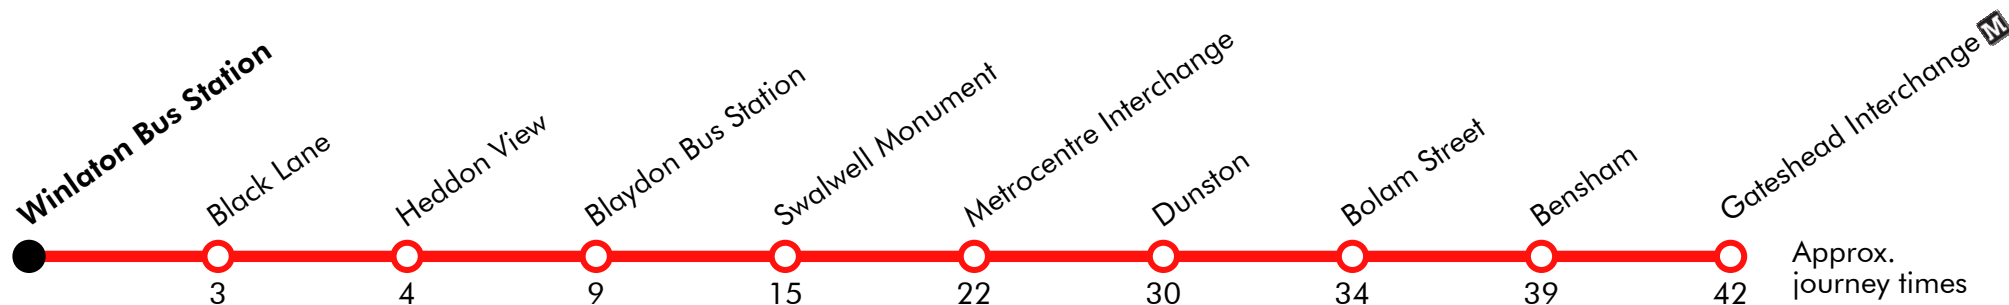 Winlaton Bus Station
Black Lane
Heddon View
Blaydon Bus Station
Swalwell Monument
Metrocentre Interchange
Dunston
Bolam Street
Bensham
Gateshead Interchange M
3
4
9
15
22
30
34
39
42
Approx.
journey times